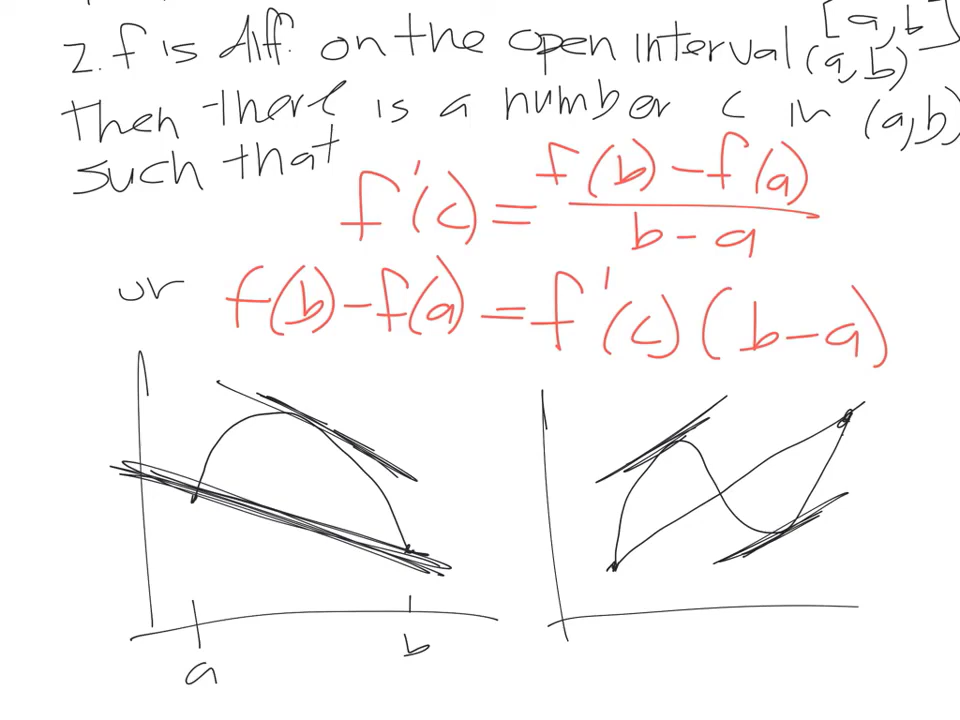 [a,b]
2. f is diff. on the open interval (a,b)
Then there is a number c in (a,b)
such that
f'(c) = f(b) - f(a) / b - a
or f(b) - f(a) = f'(c) (b - a)
a b